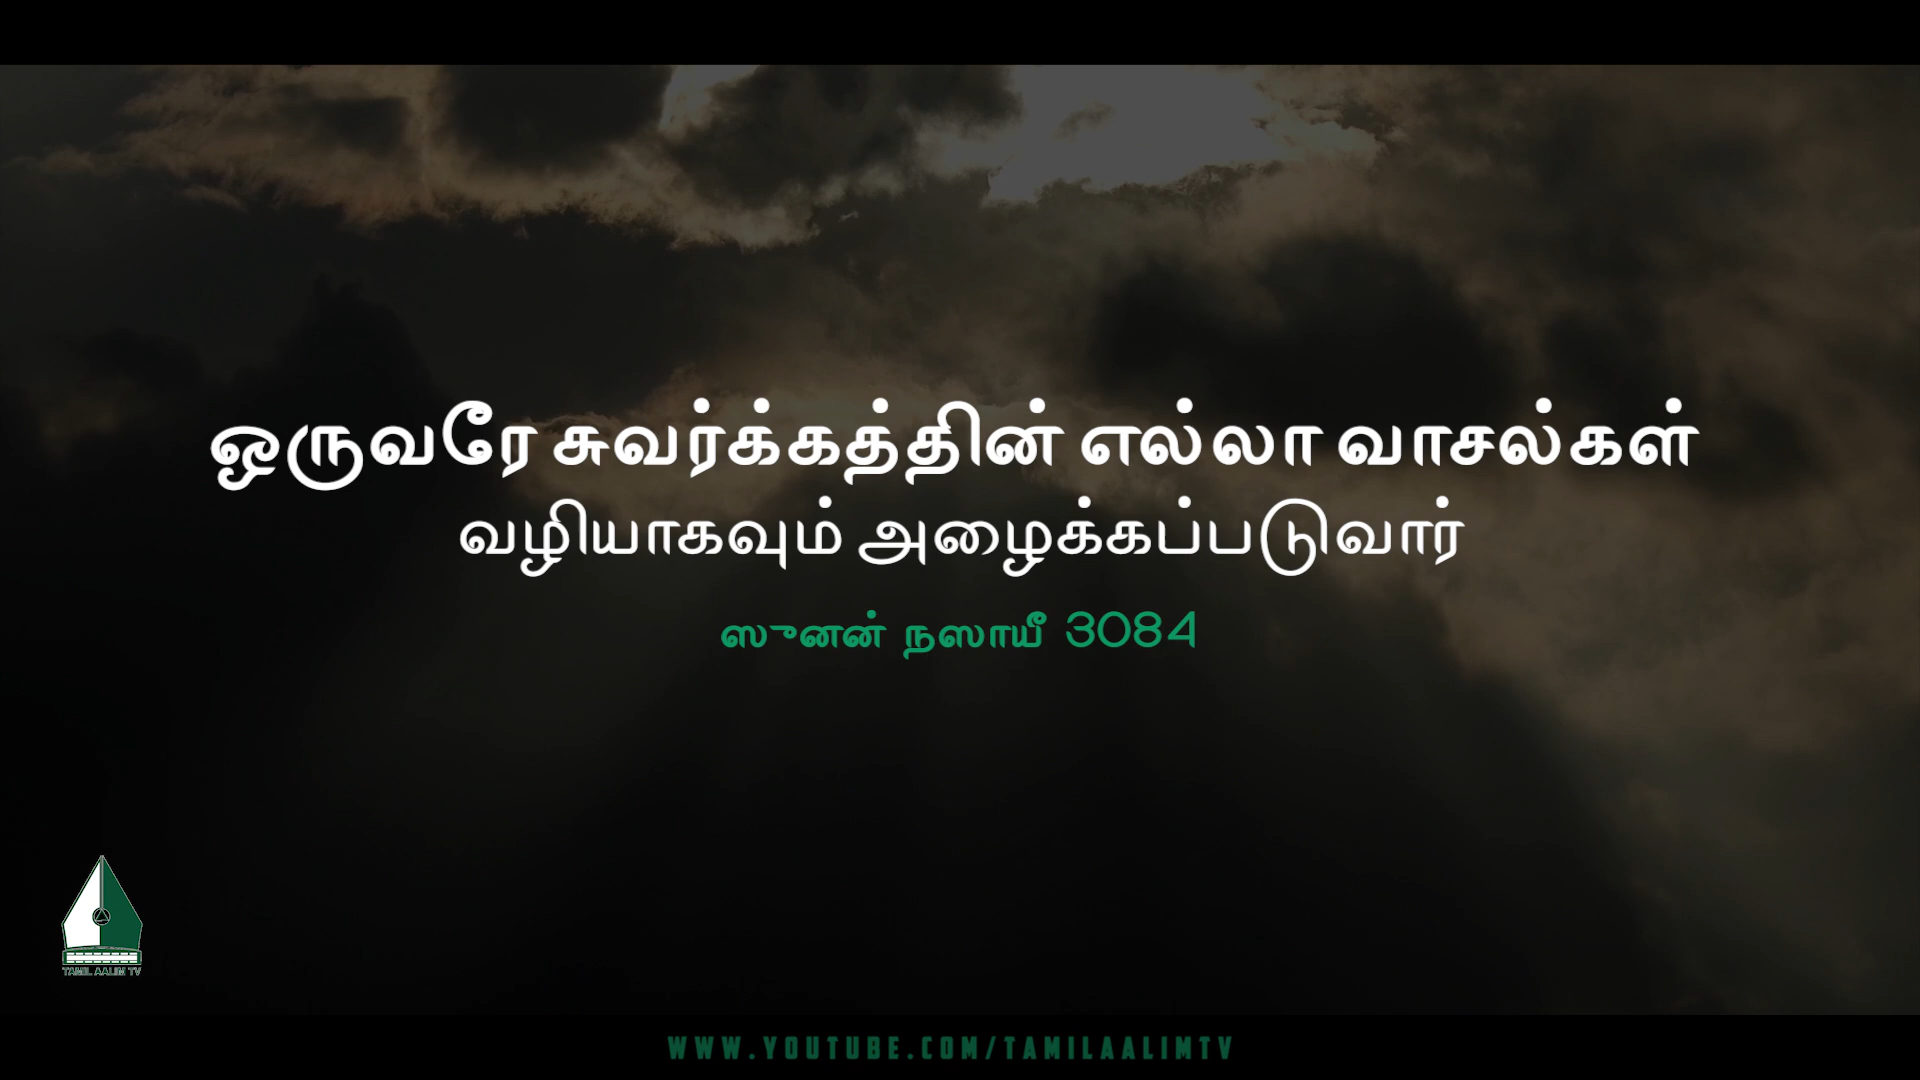 ஒருவரே சுவர்க்கத்தின் எல்லா வாசல்கள்
வழியாகவும் அழைக்கப்படுவார்
ஸுனன் நஸாயீ 3084
TAMIL AALIM TV
WWW.YOUTUBE.COM/TAMILAALIMTV